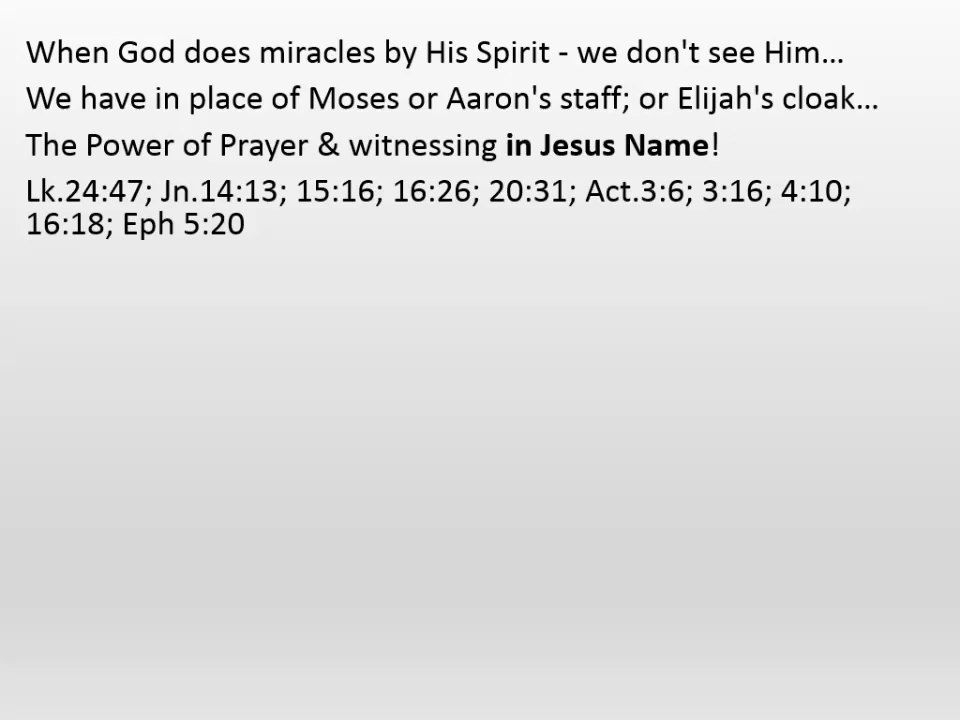 When God does miracles by His Spirit - we don't see Him…
We have in place of Moses or Aaron's staff; or Elijah's cloak…
The Power of Prayer & witnessing in Jesus Name!
Lk.24:47; Jn.14:13; 15:16; 16:26; 20:31; Act.3:6; 3:16; 4:10;
16:18; Eph 5:20